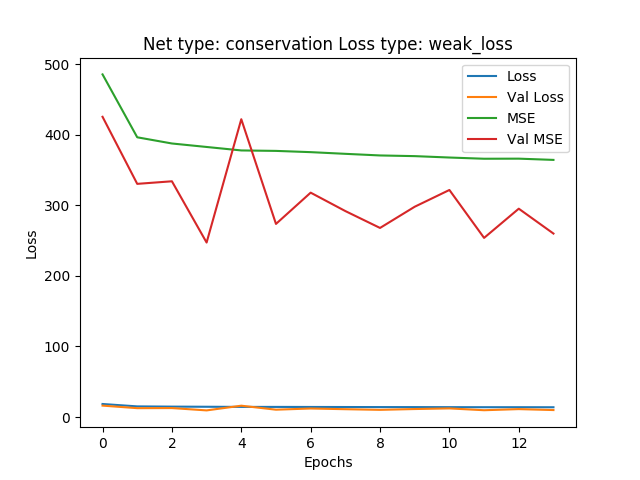 Net type: conservation Loss type: weak_loss
500
400
300
200
100
0
Loss
0 2 4 6 8 10 12
Epochs
Loss
Val Loss
MSE
Val MSE